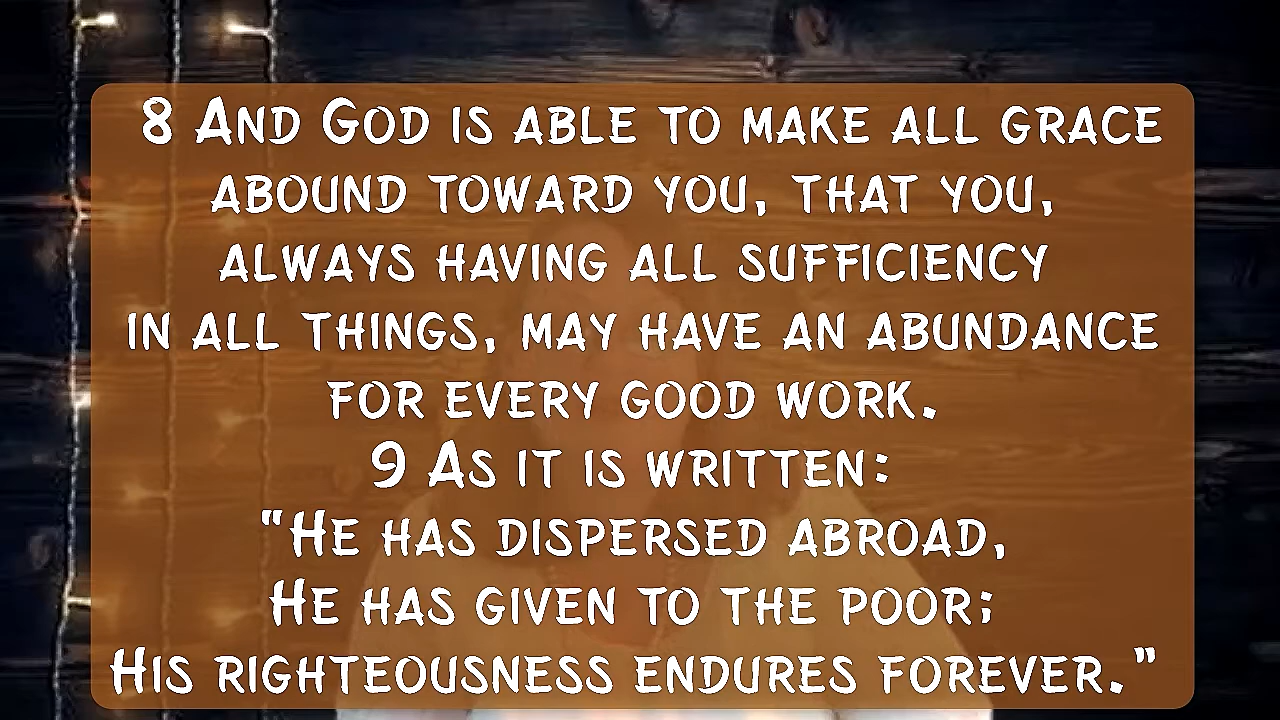 8 And God is able to make all grace
abound toward you, that you,
always having all sufficiency
in all things, may have an abundance
for every good work.
9 As it is written:
"He has dispersed abroad,
He has given to the poor;
His righteousness endures forever."